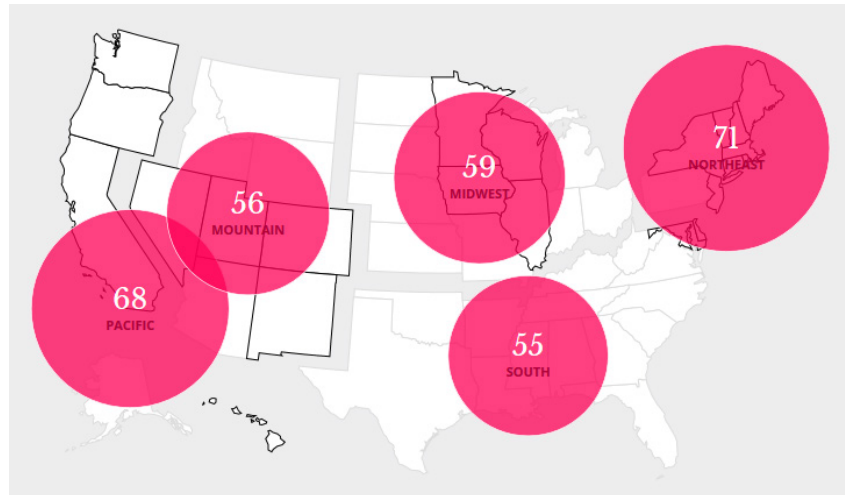 71
NORTHEAST
59
MIDWEST
56
MOUNTAIN
68
PACIFIC
55
SOUTH